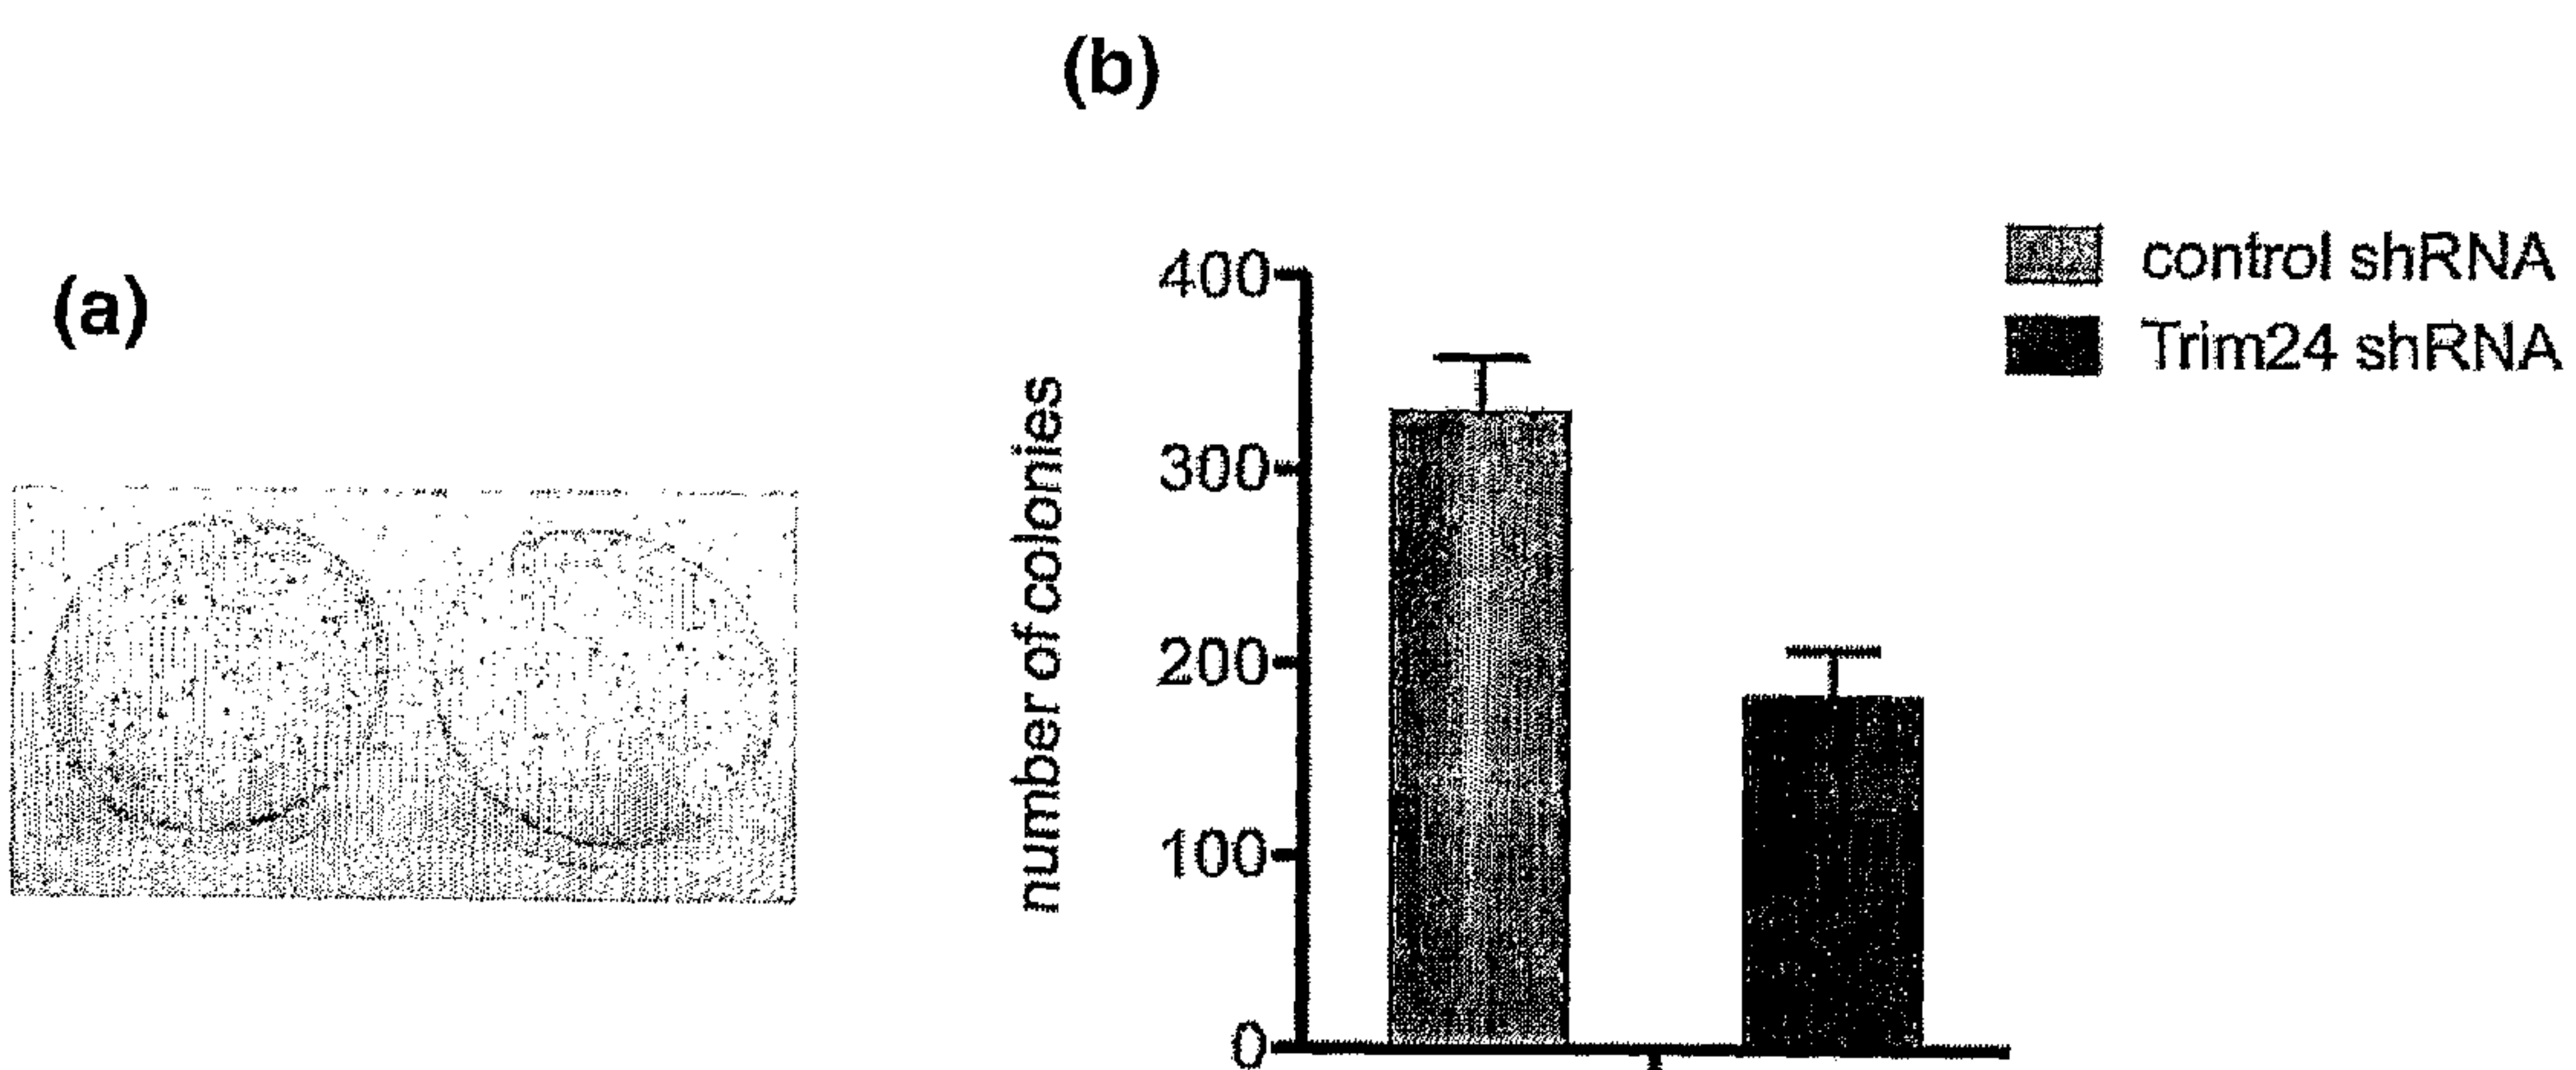 (a)
(b)
number of colonies
400
300
200
100
0
control shRNA
Trim24 shRNA